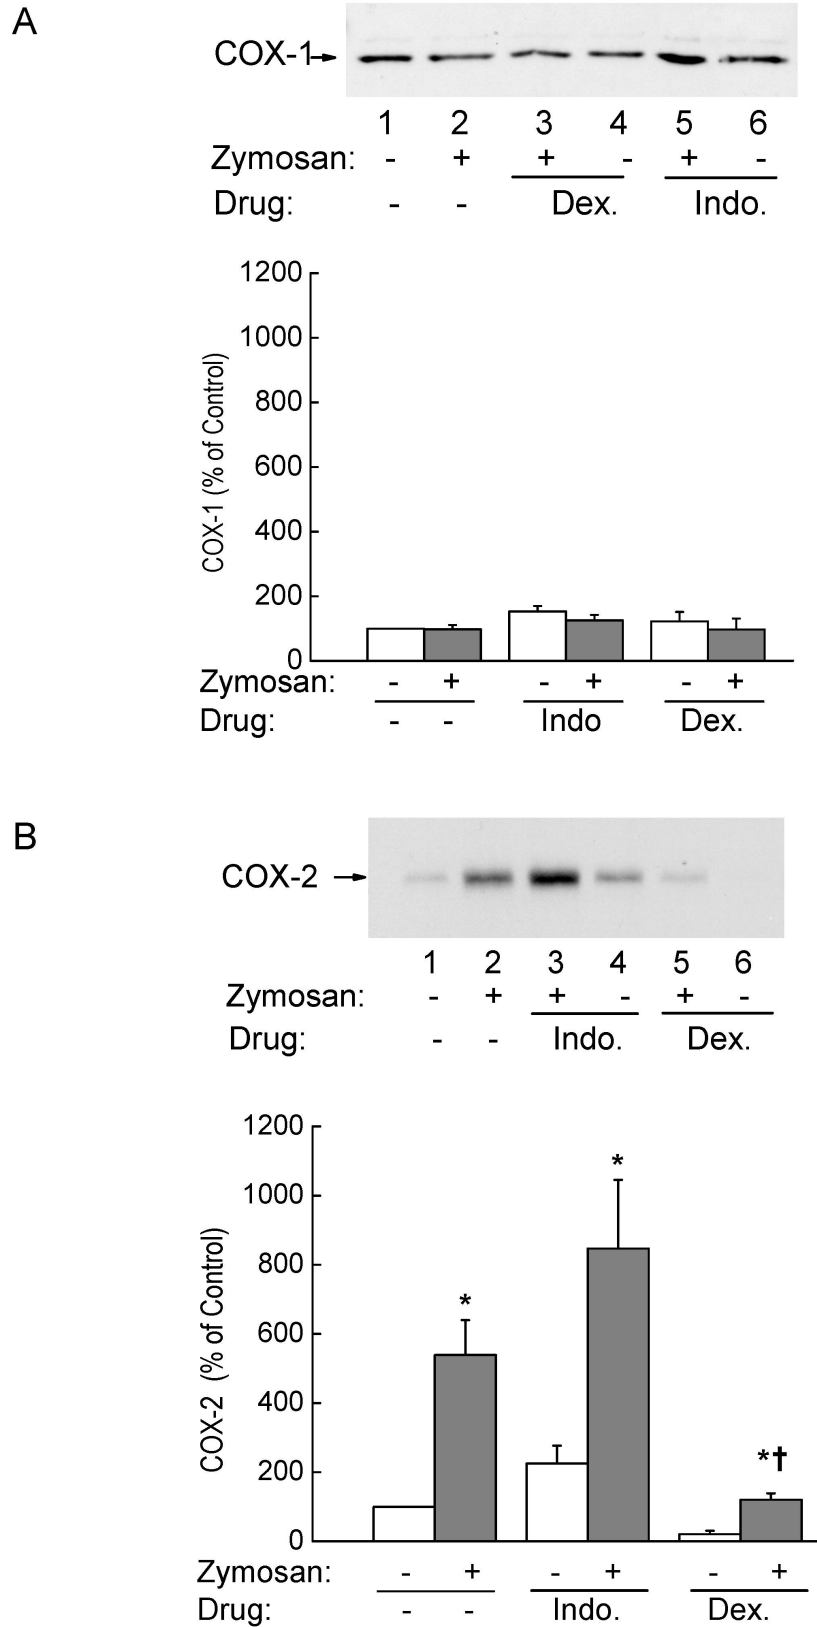 A
COX-1
1 2 3 4 5 6
Zymosan: - + + - + -
Drug: - - Dex. Indo.
1200
1000
800
600
400
200
0
COX-1 (% of Control)
Zymosan: - + - + - +
Drug: - - Indo Dex.
B
COX-2
1 2 3 4 5 6
Zymosan: - + + - + -
Drug: - - Indo. Dex.
1200
1000
800
600
400
200
0
COX-2 (% of Control)
*
*
*†
Zymosan: - + - + - +
Drug: - - Indo. Dex.